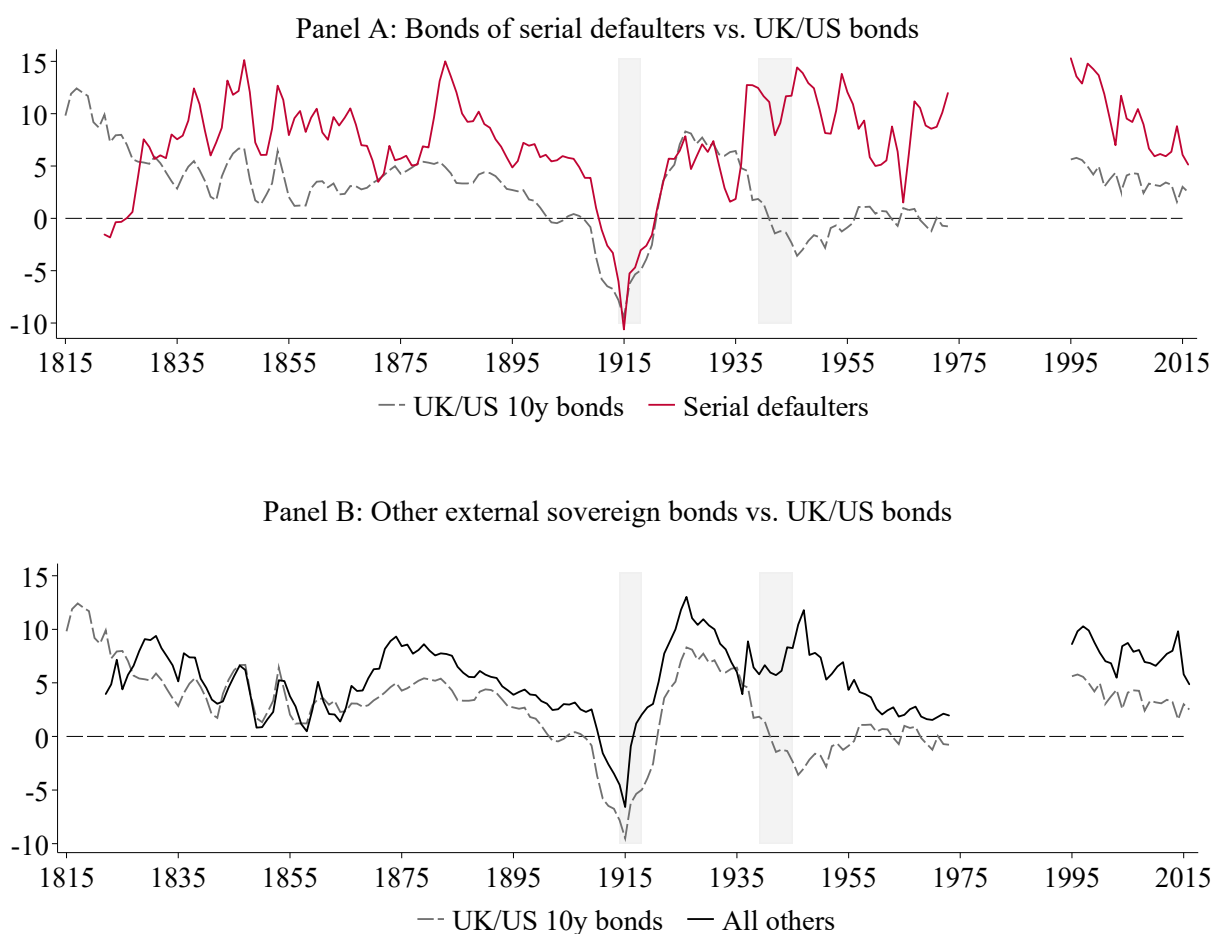 Panel A: Bonds of serial defaulters vs. UK/US bonds
15
10
5
0
-5
-10
1815 1835 1855 1875 1895 1915 1935 1955 1975 1995 2015
UK/US 10y bonds Serial defaulters
Panel B: Other external sovereign bonds vs. UK/US bonds
15
10
5
0
-5
-10
1815 1835 1855 1875 1895 1915 1935 1955 1975 1995 2015
UK/US 10y bonds All others